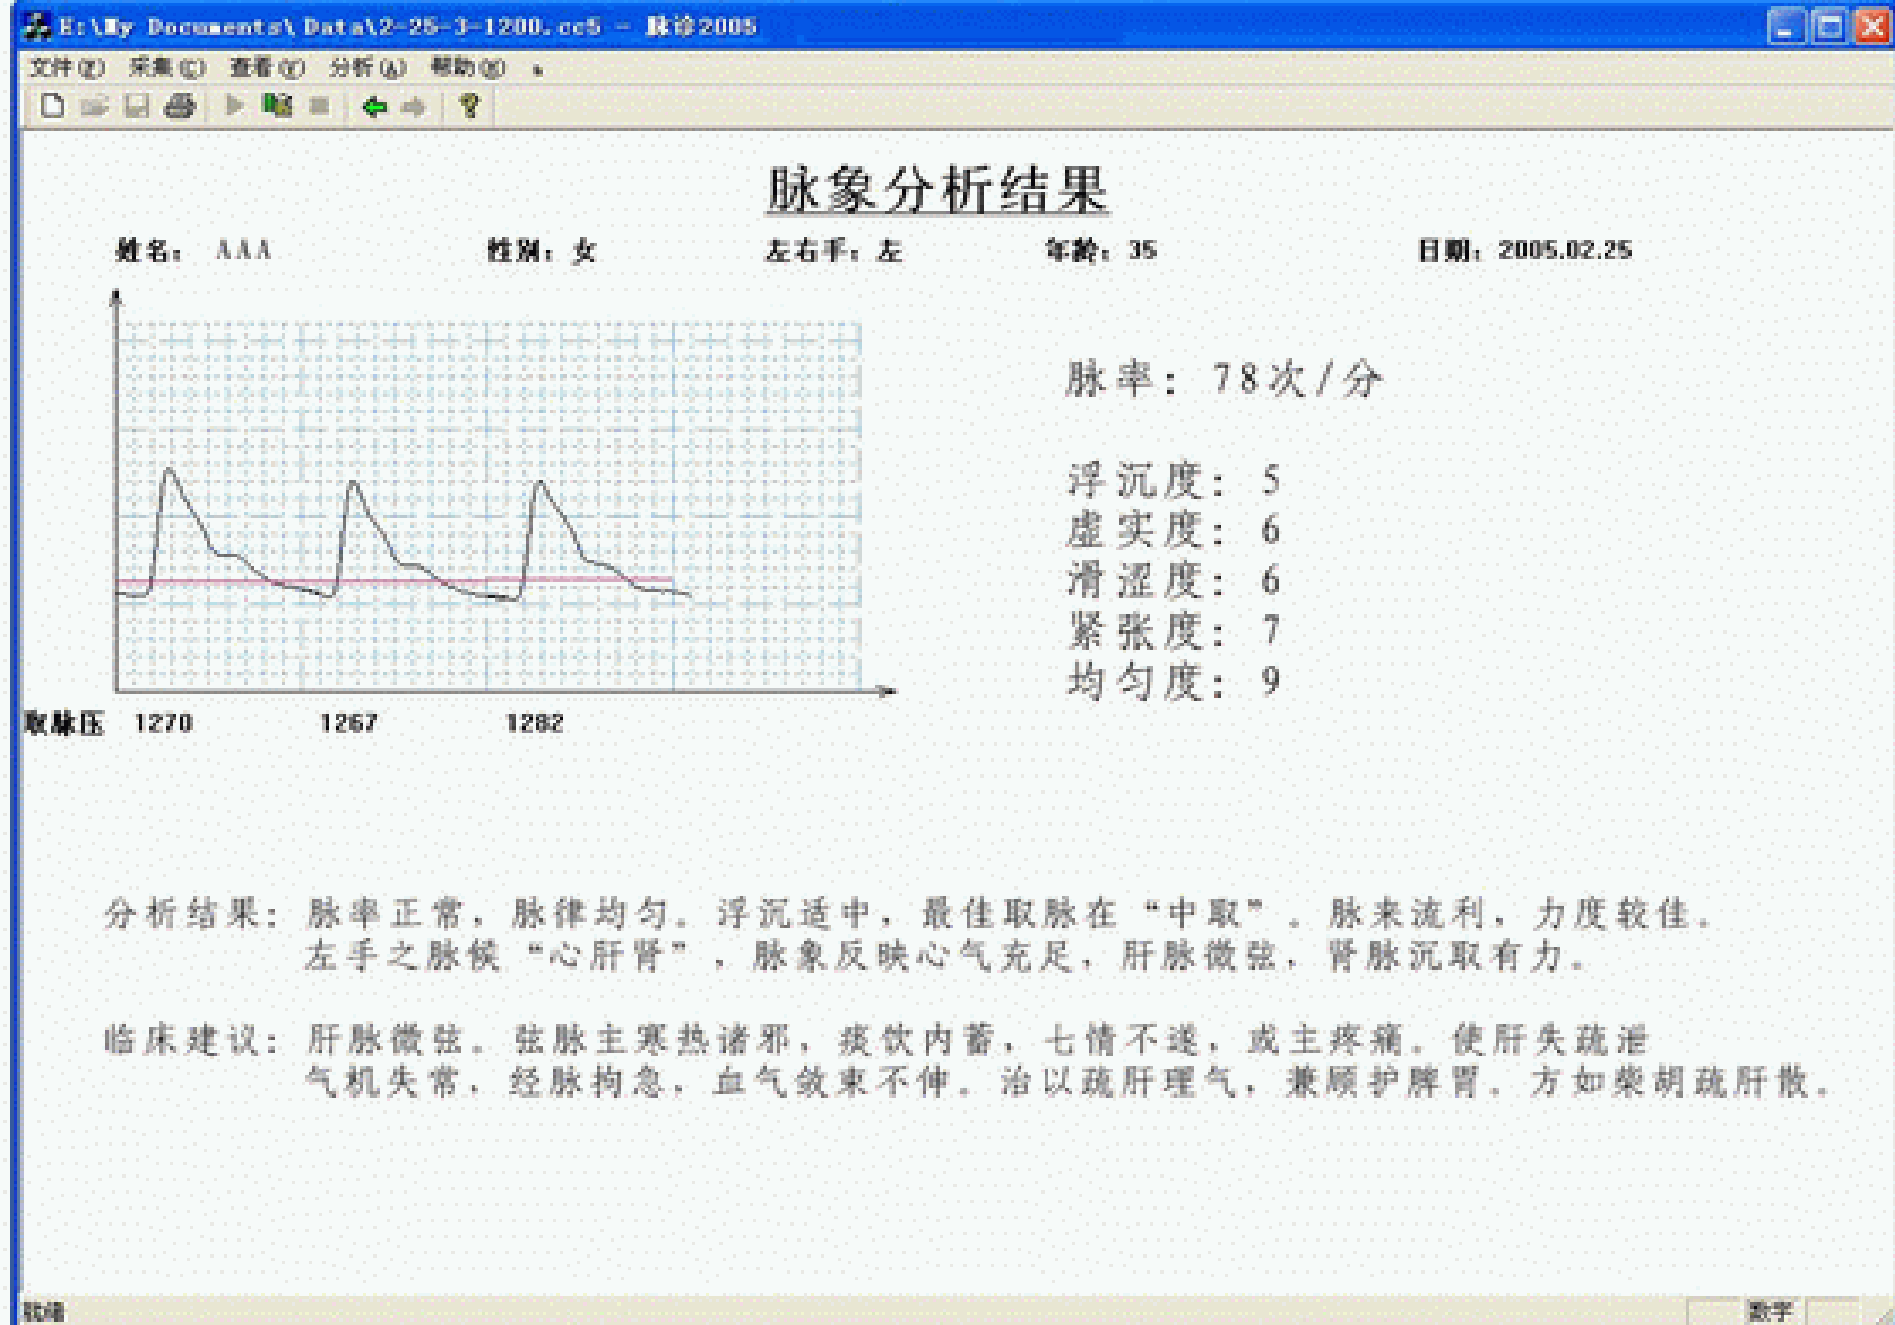 E:\My Documents\Data\2-25-3-1200.cc5 - 脉诊2005
文件(F) 采集(C) 查看(V) 分析(A) 帮助(H)
脉象分析结果
姓名: AAA 性别: 女 左右手: 左 年龄: 35 日期: 2005.02.25
脉率: 78次/分
浮沉度: 5
虚实度: 6
滑涩度: 6
紧张度: 7
均匀度: 9
取脉压 1270 1267 1282
分析结果: 脉率正常，脉律均匀。浮沉适中，最佳取脉在“中取”。脉来流利，力度较佳。
左手之脉候“心肝肾”，脉象反映心气充足，肝脉微弦，肾脉沉取有力。
临床建议: 肝脉微弦。弦脉主寒热诸邪，痰饮内蓄，七情不遂，或主疼痛。使肝失疏泄
气机失常，经脉拘急，血气敛束不伸。治以疏肝理气，兼顾护脾胃。方如柴胡疏肝散。
就绪 数字